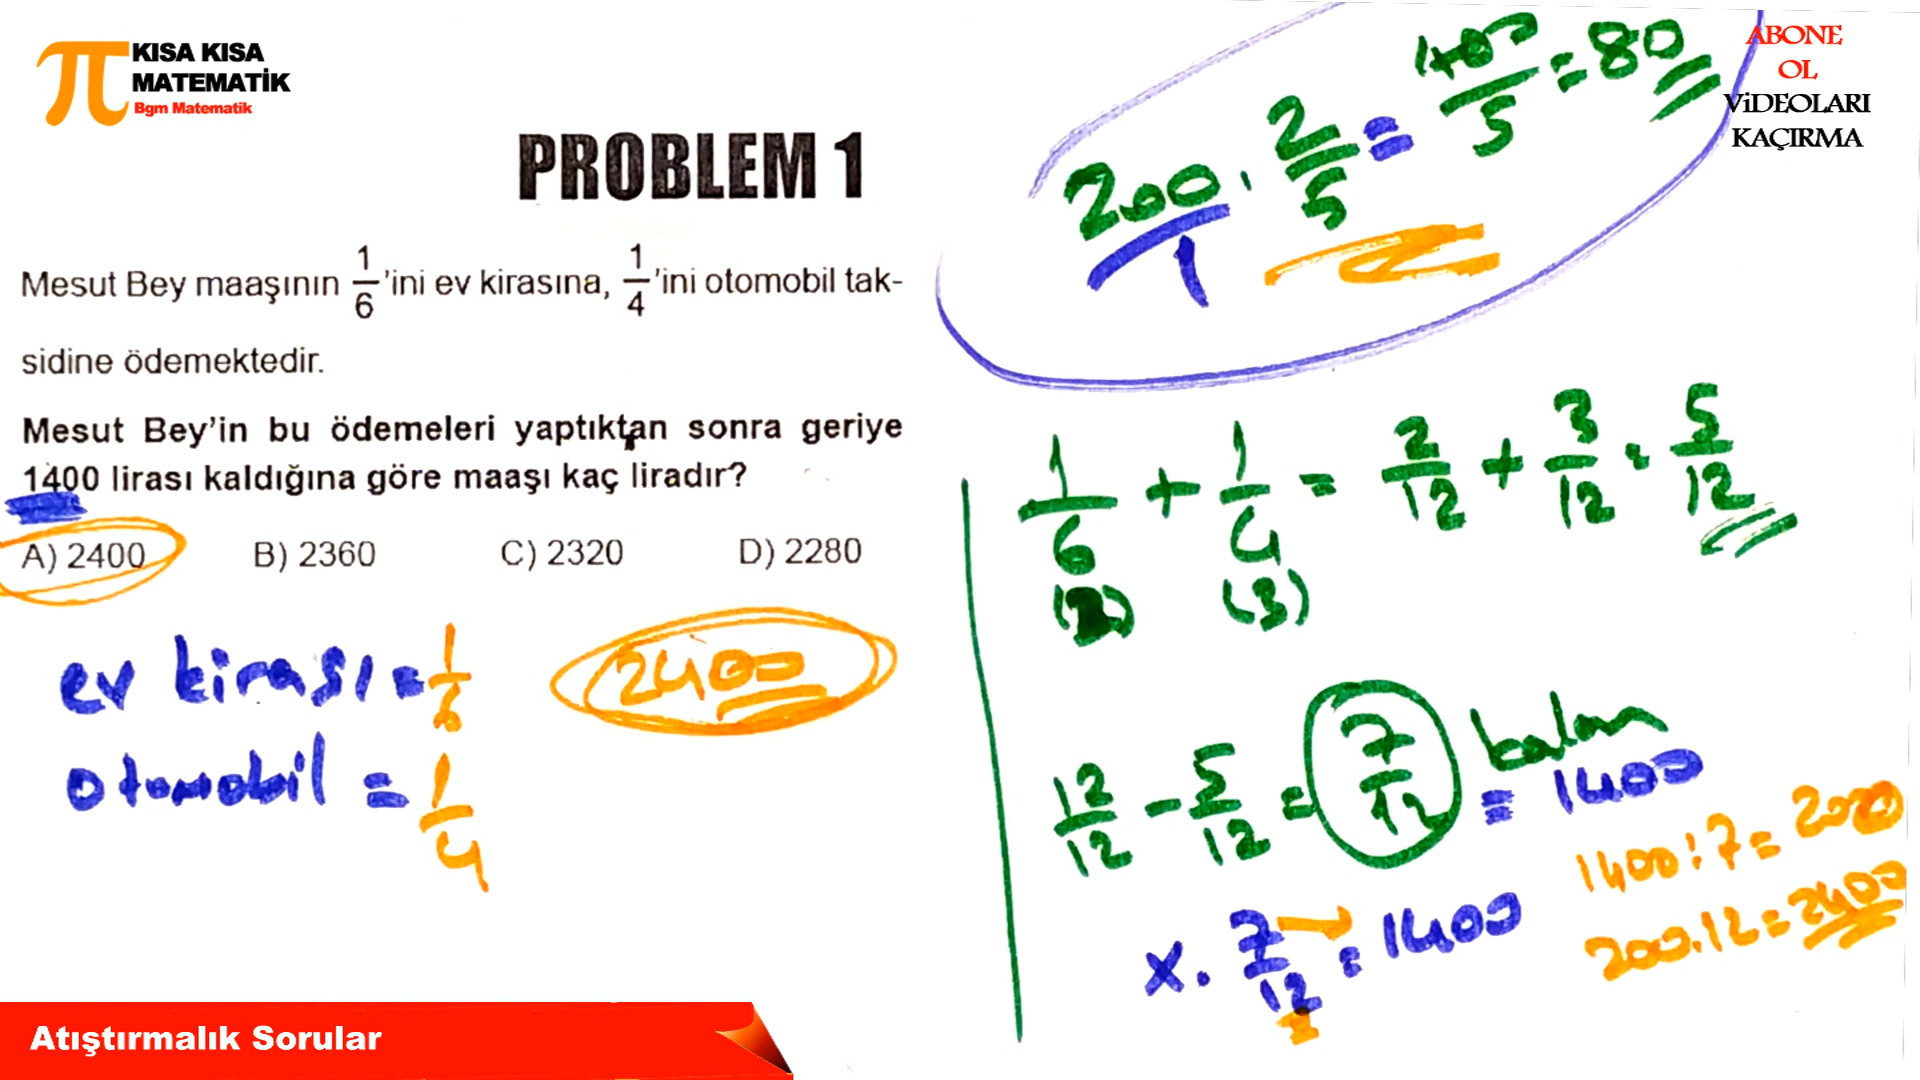 KISA KISA
MATEMATİK
Bgm Matematik
ABONE
OL
ViDEOLARI
KAÇIRMA
PROBLEM 1
Mesut Bey maaşının 1/6 'ini ev kirasına, 1/4 'ini otomobil tak-
sidine ödemektedir.
Mesut Bey'in bu ödemeleri yaptıktan sonra geriye
1400 lirası kaldığına göre maaşı kaç liradır?
A) 2400 B) 2360 C) 2320 D) 2280
ev kirası = 1/6
otomobil = 1/4
2400
200/1 . 2/5 = 400/5 = 80
1/6 + 1/4 = 2/12 + 3/12 = 5/12
(2) (3)
12/12 - 5/12 = 7/12 kalan
= 1400
1400 : 7 = 200
x . 7/12 = 1400
200.12 = 2400
Atıştırmalık Sorular